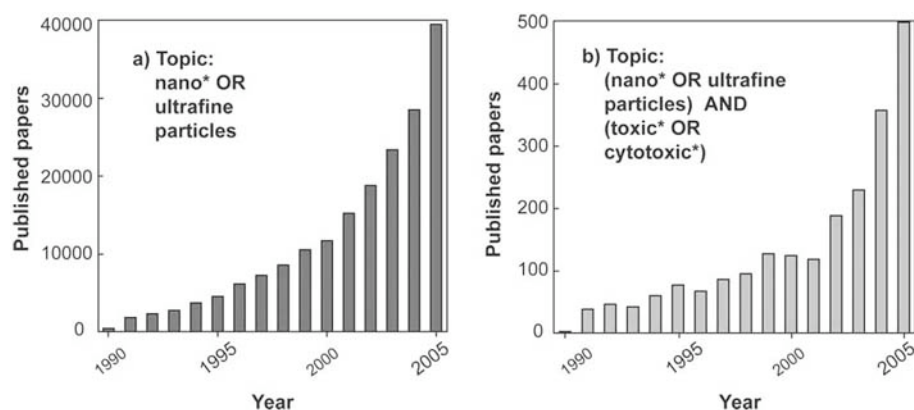 40000
30000
20000
10000
0
Published papers
a) Topic:
nano* OR
ultrafine
particles
1990
1995
2000
2005
Year
500
400
300
200
100
0
Published papers
b) Topic:
(nano* OR ultrafine
particles) AND
(toxic* OR
cytotoxic*)
1990
1995
2000
2005
Year